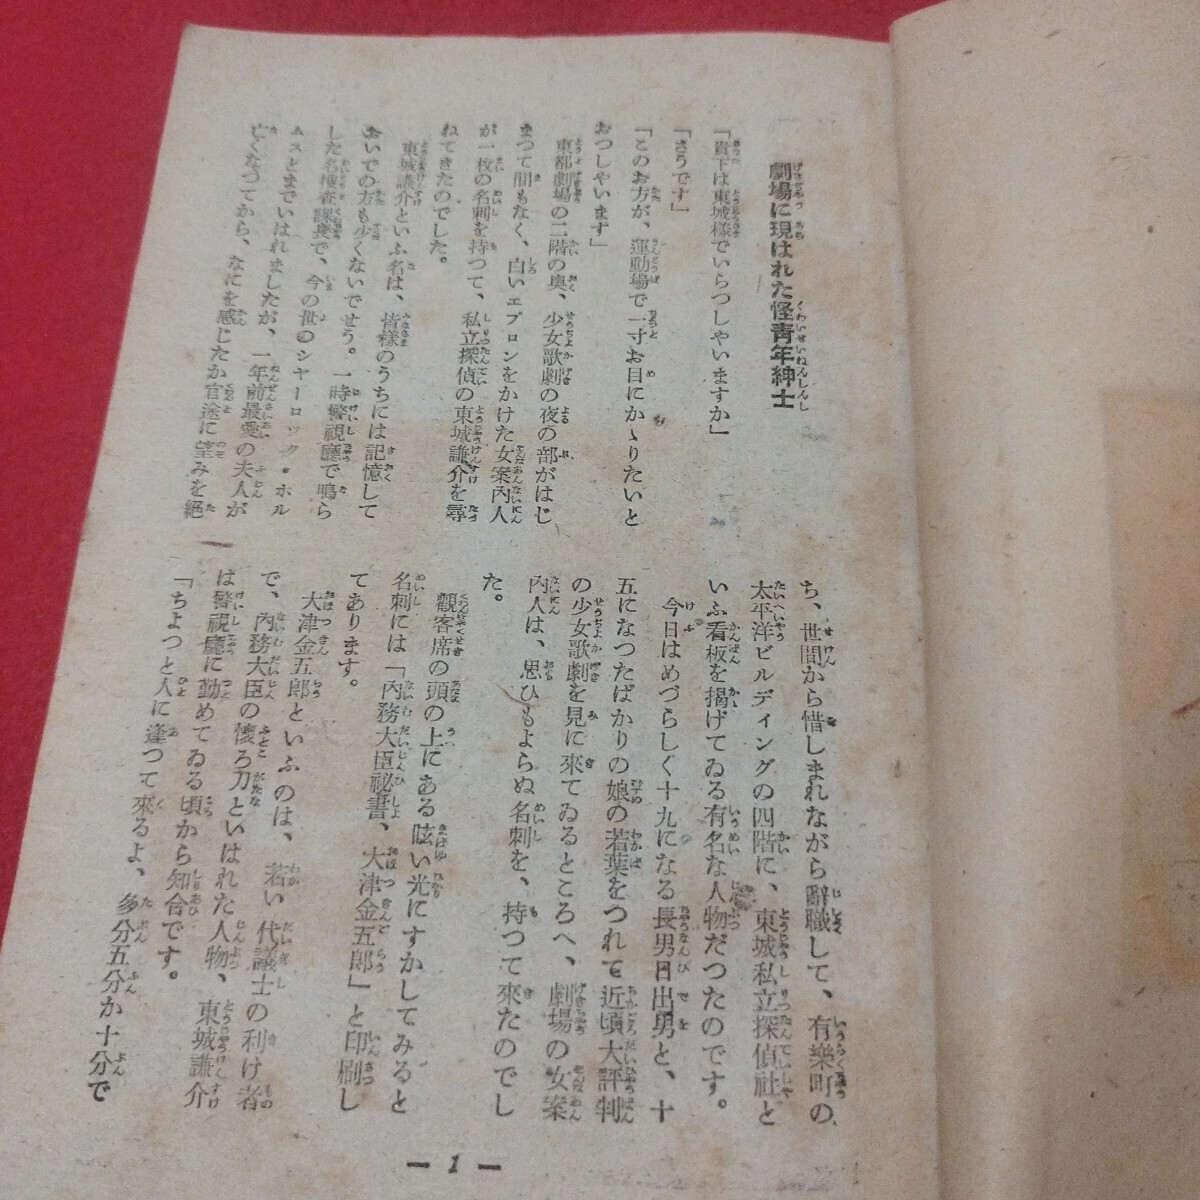 劇場に現はれた怪青年紳士
「貴下は東城様でいらつしやいますか」
「さうです」
「このお方が、運動場で一寸お目にかゝりたいと
おつしやいます」
東都劇場の二階の奥、少女歌劇の夜の部がはじ
まつて間もなく、白いエプロンをかけた女案內人
が一枚の名刺を持つて、私立探偵の東城謙介を尋
ねてきたのでした。
東城謙介といふ名は、皆様のうちには記憶して
おいでの方も少くないでせう。一時警視廳で鳴ら
した名搜査課長で、今の世のシヤーロック・ホル
ムスとまでいはれましたが、一年前最愛の夫人が
亡くなつてから、なにを感じたか官途に望みを絕
ち、世間から惜しまれながら辭職して、有樂町の
太平洋ビルディングの四階に、東城私立探偵社と
いふ看板を揭げてゐる有名な人物だつたのです。
今日はめづらしく十九になる長男日出男と、十
五になつたばかりの娘の若葉をつれて近頃大評判
の少女歌劇を見に來てゐるところへ、劇場の女案
內人は、思ひもよらぬ名刺を、持つて來たのでし
た。
觀客席の頭の上にある眩い光にすかしてみると
名刺には「內務大臣祕書、大津金五郎」と印刷し
てあります。
大津金五郎といふのは、若い代議士の利け者
で、內務大臣の懷ろ刀といはれた人物、東城謙介
は警視廳に勤めてゐる頃から知合です。
「ちよつと人に逢つて來るよ、多分五分か十分で
— 1 —